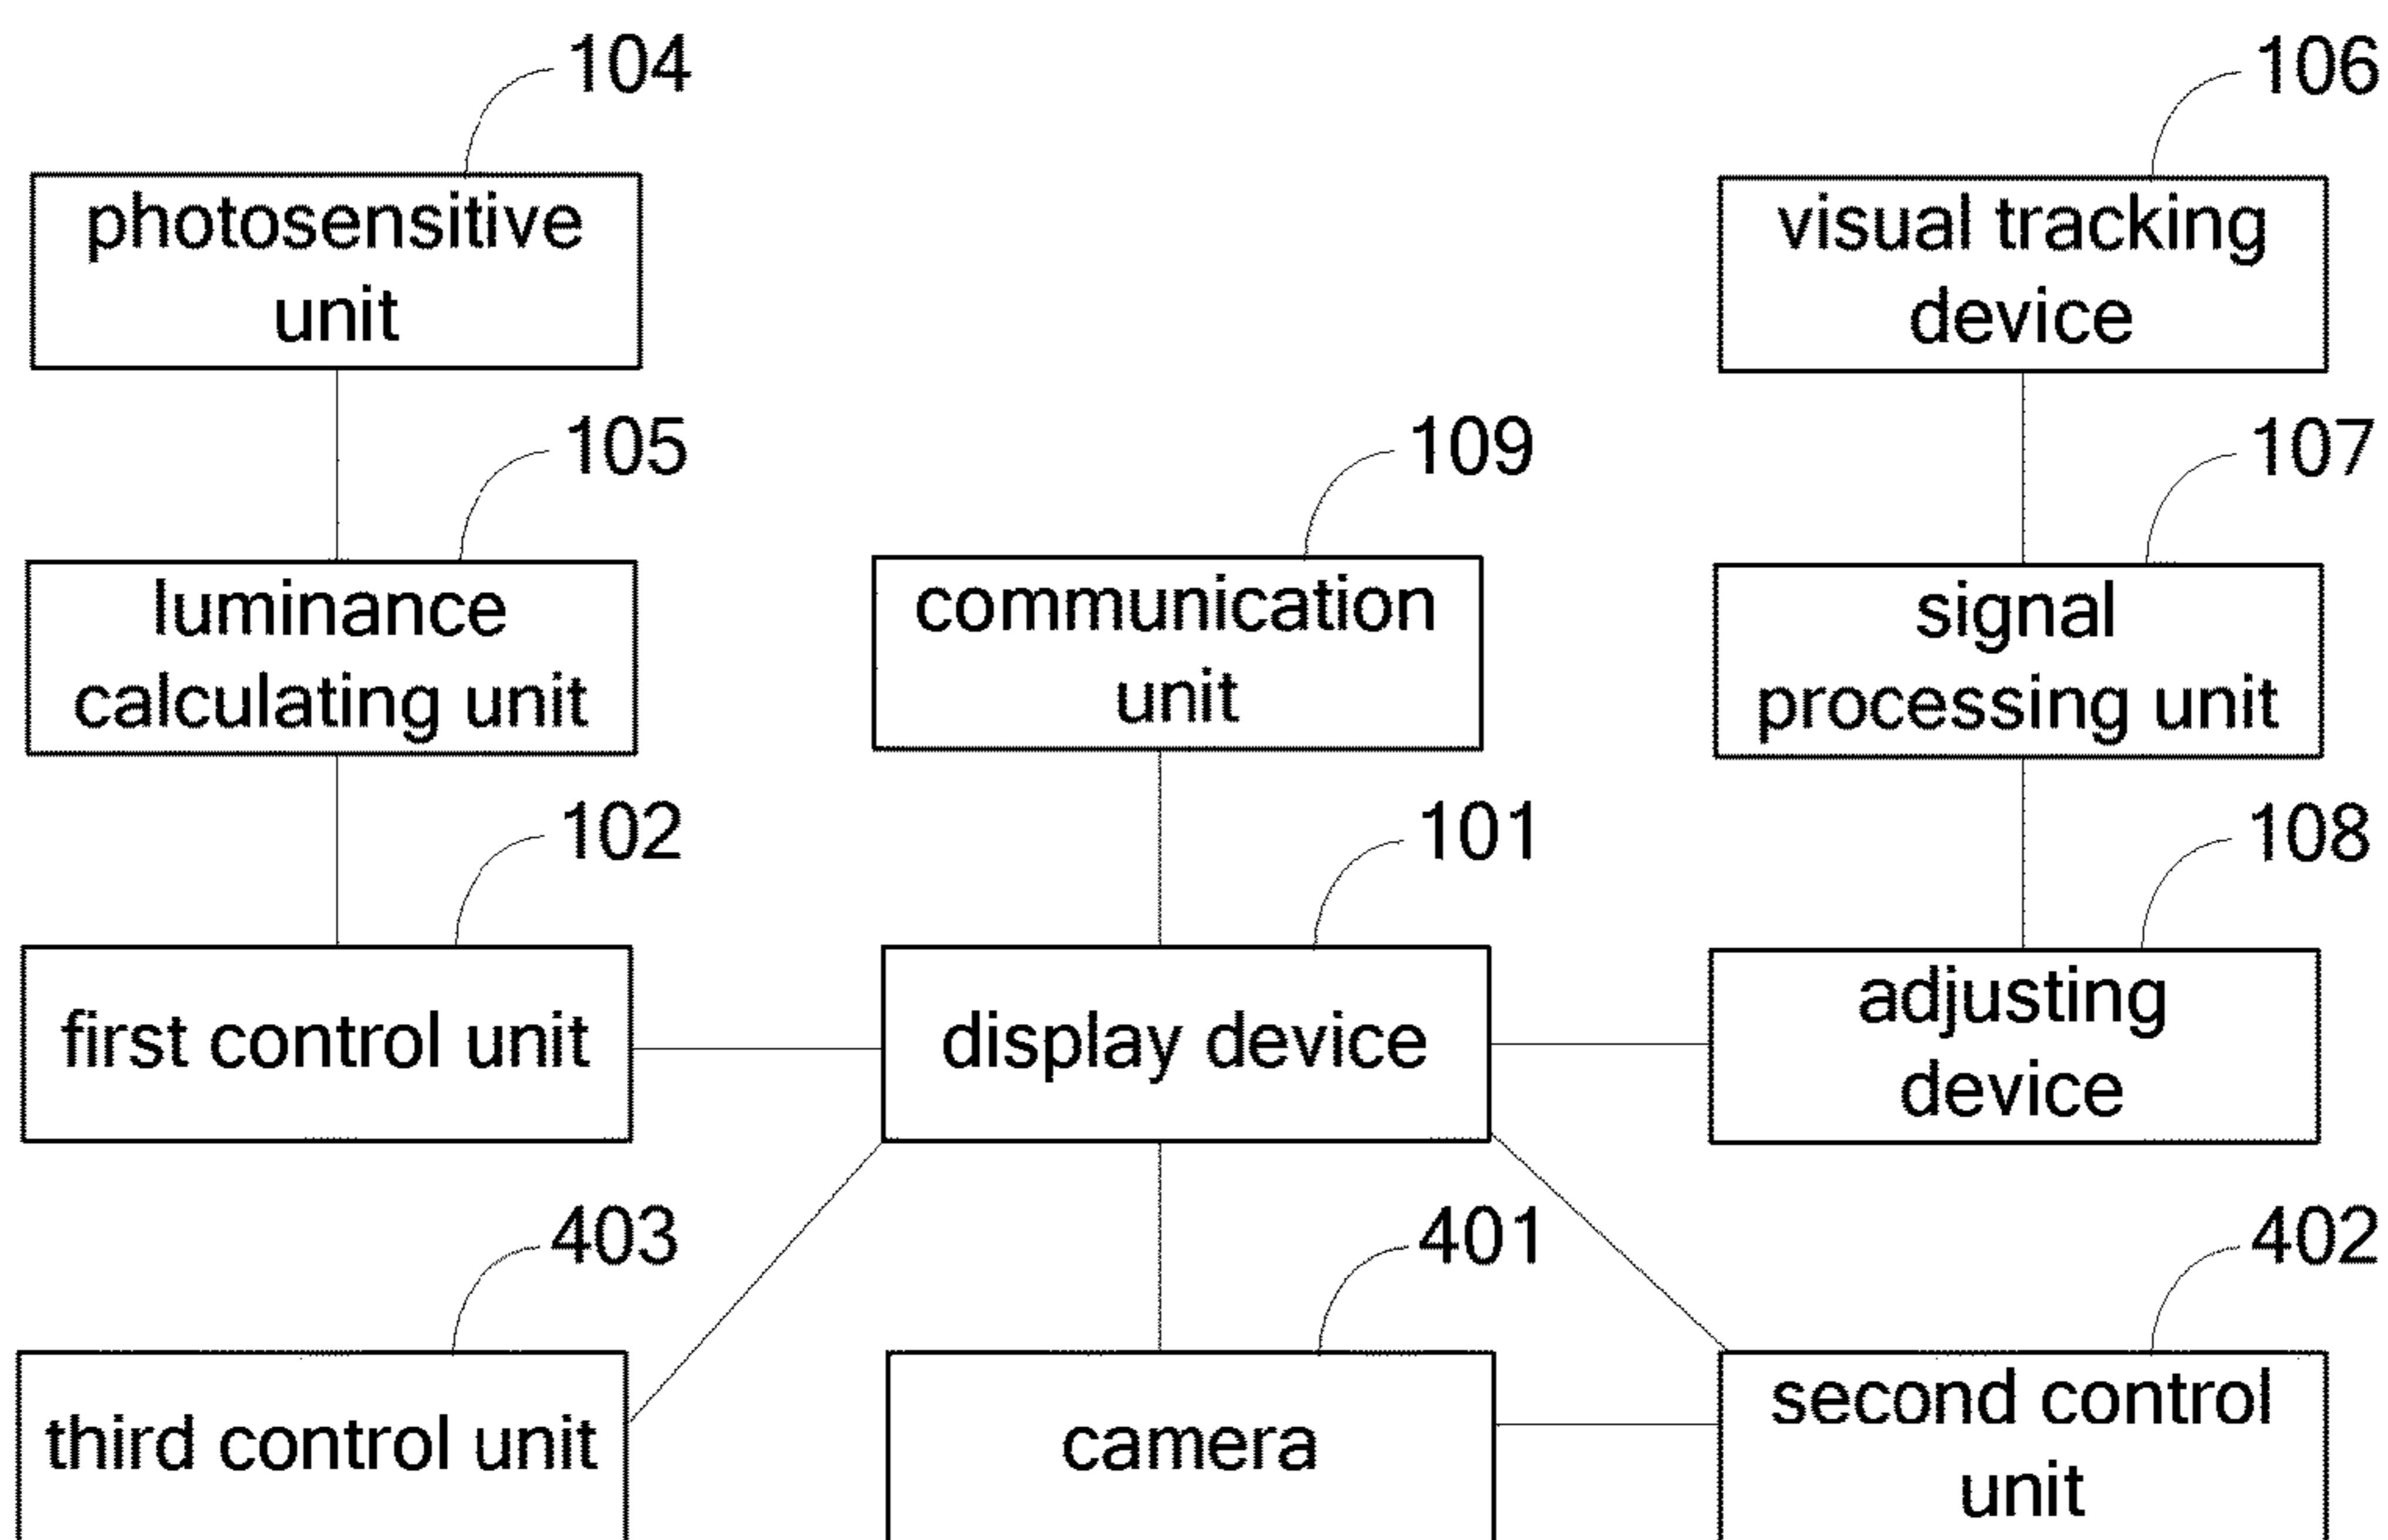 104
106
photosensitive
unit
visual tracking
device
105
109
107
luminance
calculating unit
communication
unit
signal
processing unit
102
101
108
first control unit
display device
adjusting
device
403
401
402
third control unit
camera
second control
unit